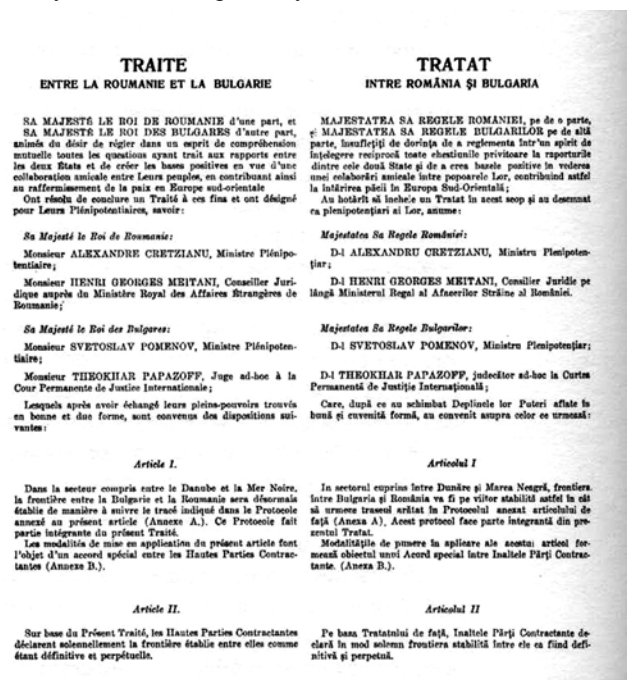 TRAITE
ENTRE LA ROUMANIE ET LA BULGARIE
SA MAJESTÉ LE ROI DE ROUMANIE d'une part, et
SA MAJESTÉ LE ROI DES BULGARES d'autre part,
animés du désir de régler dans un esprit de compréhension
mutuelle toutes les questions ayant trait aux rapports entre
les deux États et de créer les bases positives en vue d'une
collaboration amicale entre Leurs peuples, en contribuant ainsi
au raffermissement de la paix en Europe sud-orientale
Ont résolu de conclure un Traité à ces fins et ont désigné
pour Leurs Plénipotentiaires, savoir:
Sa Majesté le Roi de Roumanie:
Monsieur ALEXANDRE CRETZIANU, Ministre Plénipo-
tentiaire;
Monsieur HENRI GEORGES MEITANI, Conseiller Juri-
dique auprès du Ministère Royal des Affaires Étrangères de
Roumanie;
Sa Majesté le Roi des Bulgares:
Monsieur SVETOSLAV POMENOV, Ministre Plénipoten-
tiaire;
Monsieur THEOKHAR PAPAZOFF, Juge ad-hoc à la
Cour Permanente de Justice Internationale;
Lesquels après avoir échangé leurs pleins-pouvoirs trouvés
en bonne et due forme, sont convenus des dispositions sui-
vantes:
Article I.
Dans la secteur compris entre le Danube et la Mer Noire,
la frontière entre la Bulgarie et la Roumanie sera désormais
établie de manière à suivre le tracé indiqué dans le Protocole
annexé au présent article (Annexe A.). Ce Protocole fait
partie intégrante du présent Traité.
Les modalités de mise en application du présent article font
l'objet d'un accord spécial entre les Hautes Parties Contrac-
tantes (Annexe B.).
Article II.
Sur base du Présent Traité, les Hautes Parties Contractantes
déclarent solennellement la frontière établie entre elles comme
étant définitive et perpétuelle.
TRATAT
INTRE ROMÂNIA ŞI BULGARIA
MAJESTATEA SA REGELE ROMÂNIEI, pe de o parte,
şi MAJESTATEA SA REGELE BULGARILOR pe de altă
parte, însufleţiţi de dorinţa de a reglementa într'un spirit de
înţelegere reciprocă toate chestiunile privitoare la raporturile
dintre cele două State şi de a crea bazele pozitive în vederea
unei colaborări amicale între popoarele Lor, contribuind astfel
la întărirea păcii în Europa Sud-Orientală;
Au hotărît să încheie un Tratat în acest scop şi au desemnat
ca plenipotenţiari ai Lor, anume:
Majestatea Sa Regele României:
D-l ALEXANDRU CRETZIANU, Ministru Plenipoten-
ţiar;
D-l HENRI GEORGES MEITANI, Consilier Juridic pe
lângă Ministerul Regal al Afacerilor Străine al României.
Majestatea Sa Regele Bulgarilor:
D-l SVETOSLAV POMENOV, Ministru Plenipotenţiar;
D-l THEOKHAR PAPAZOFF, judecător ad-hoc la Curtea
Permanentă de Justiţie Internaţională;
Care, după ce au schimbat Deplinele lor Puteri aflate în
bună şi cuvenită formă, au convenit asupra celor ce urmează:
Articolul I
In sectorul cuprins între Dunăre şi Marea Neagră, frontiera
între Bulgaria şi România va fi pe viitor stabilită astfel în cât
să urmeze traseul arătat în Protocolul anexat articolului de
faţă (Anexa A). Acest protocol face parte integrantă din pre-
zentul Tratat.
Modalităţile de punere în aplicare ale acestui articol for-
mează obiectul unui Acord special între Inaltele Părţi Contrac-
tante. (Anexa B.).
Articolul II
Pe baza Tratatului de faţă, Inaltele Părţi Contractante de-
clară în mod solemn frontiera stabilită între ele ca fiind defi-
nitivă şi perpetuă.